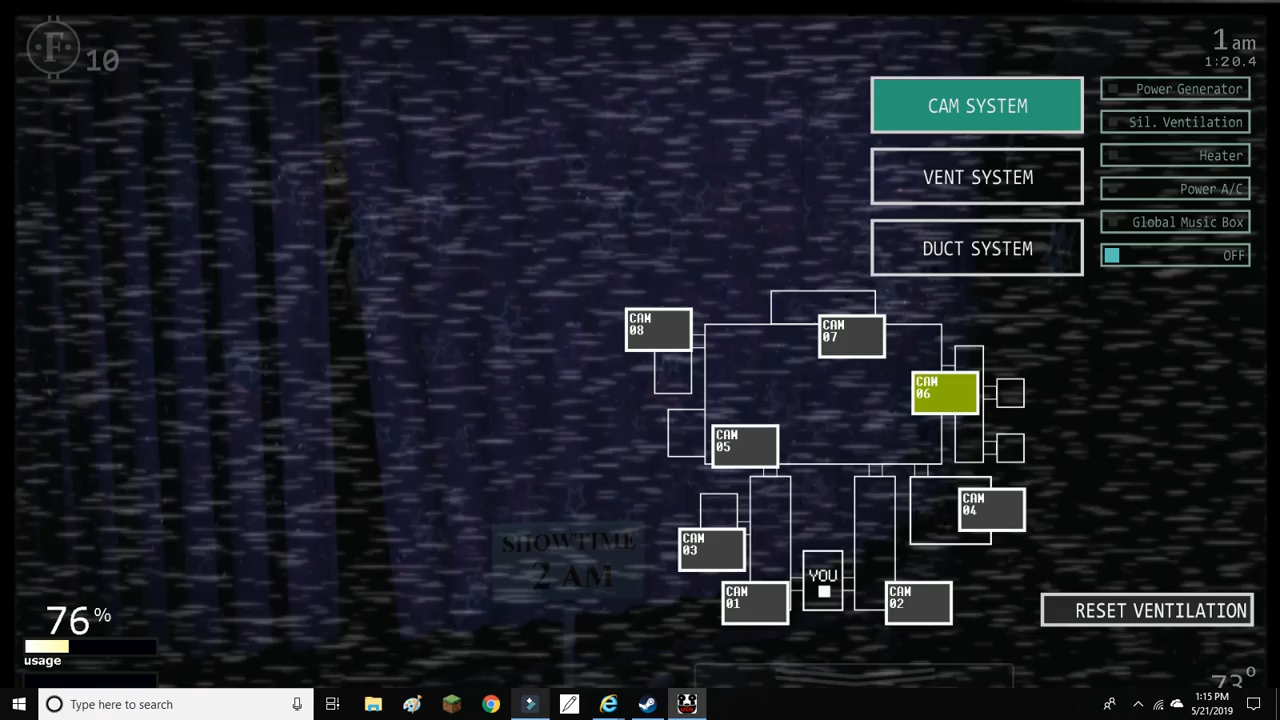 F 10
1 am
1:20.4
CAM SYSTEM
VENT SYSTEM
DUCT SYSTEM
Power Generator
Sil. Ventilation
Heater
Power A/C
Global Music Box
OFF
CAM
08
CAM
07
CAM
06
CAM
05
CAM
04
CAM
03
YOU
CAM
01
CAM
02
SHOWTIME
2 AM
RESET VENTILATION
76%
usage
73°
Type here to search
1:15 PM
5/21/2019